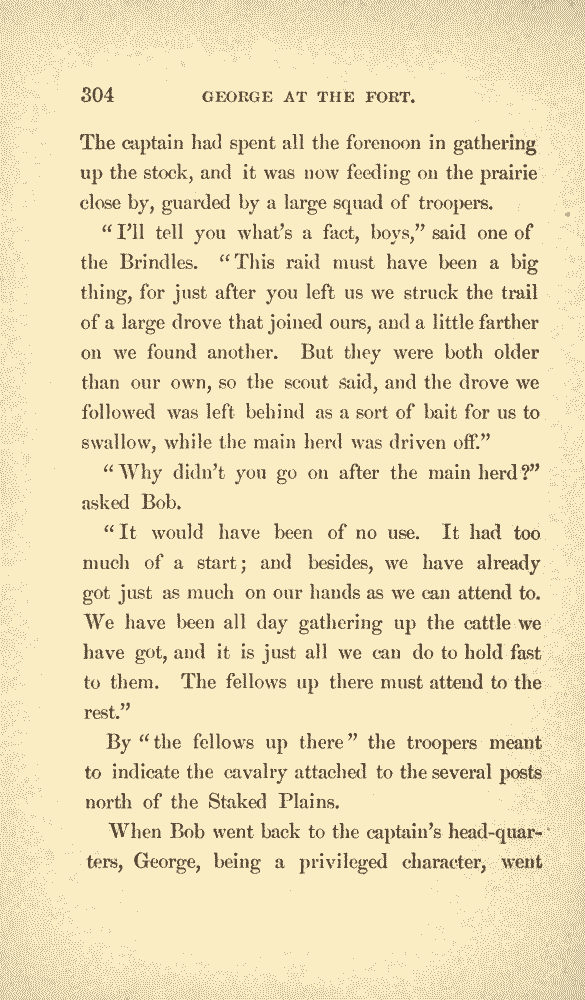 304 GEORGE AT THE FORT.
The captain had spent all the forenoon in gathering
up the stock, and it was now feeding on the prairie
close by, guarded by a large squad of troopers.
“I’ll tell you what’s a fact, boys,” said one of
the Brindles. “This raid must have been a big
thing, for just after you left us we struck the trail
of a large drove that joined ours, and a little farther
on we found another. But they were both older
than our own, so the scout said, and the drove we
followed was left behind as a sort of bait for us to
swallow, while the main herd was driven off.”
“Why didn’t you go on after the main herd?”
asked Bob.
“It would have been of no use. It had too
much of a start; and besides, we have already
got just as much on our hands as we can attend to.
We have been all day gathering up the cattle we
have got, and it is just all we can do to hold fast
to them. The fellows up there must attend to the
rest.”
By “the fellows up there” the troopers meant
to indicate the cavalry attached to the several posts
north of the Staked Plains.
When Bob went back to the captain’s head-quar-
ters, George, being a privileged character, went